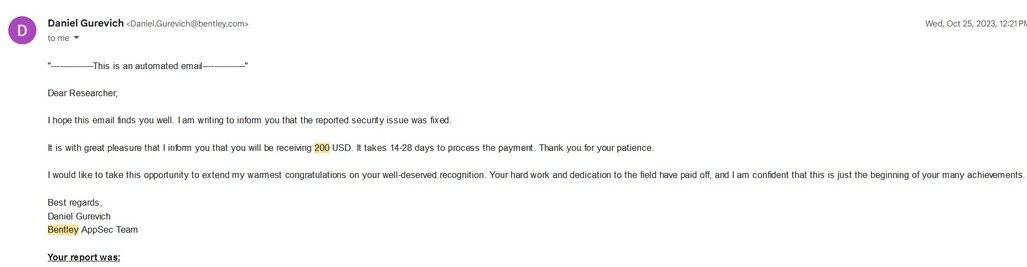 D
Daniel Gurevich <Daniel.Gurevich@bentley.com>
Wed, Oct 25, 2023, 12:21 PM
to me
"---------------This is an automated email---------------"
Dear Researcher,
I hope this email finds you well. I am writing to inform you that the reported security issue was fixed.
It is with great pleasure that I inform you that you will be receiving 200 USD. It takes 14-28 days to process the payment. Thank you for your patience.
I would like to take this opportunity to extend my warmest congratulations on your well-deserved recognition. Your hard work and dedication to the field have paid off, and I am confident that this is just the beginning of your many achievements.
Best regards,
Daniel Gurevich
Bentley AppSec Team
Your report was: